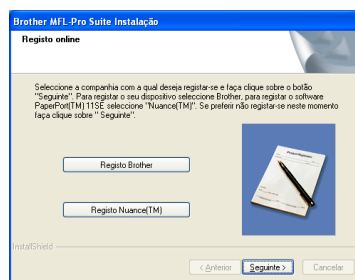 Brother MFL-Pro Suite Instalação
Registo online
Seleccione a companhia com a qual deseja registar-se e faça clique sobre o botão
"Seguinte". Para registar o seu dispositivo seleccione Brother, para registar o software
PaperPort(TM) 11SE seleccione "Nuance(TM)". Se preferir não registar-se neste momento
faça clique sobre " Seguinte".
Product Registration
Registo Brother
Registo Nuance(TM)
InstallShield
< Anterior
Seguinte >
Cancelar